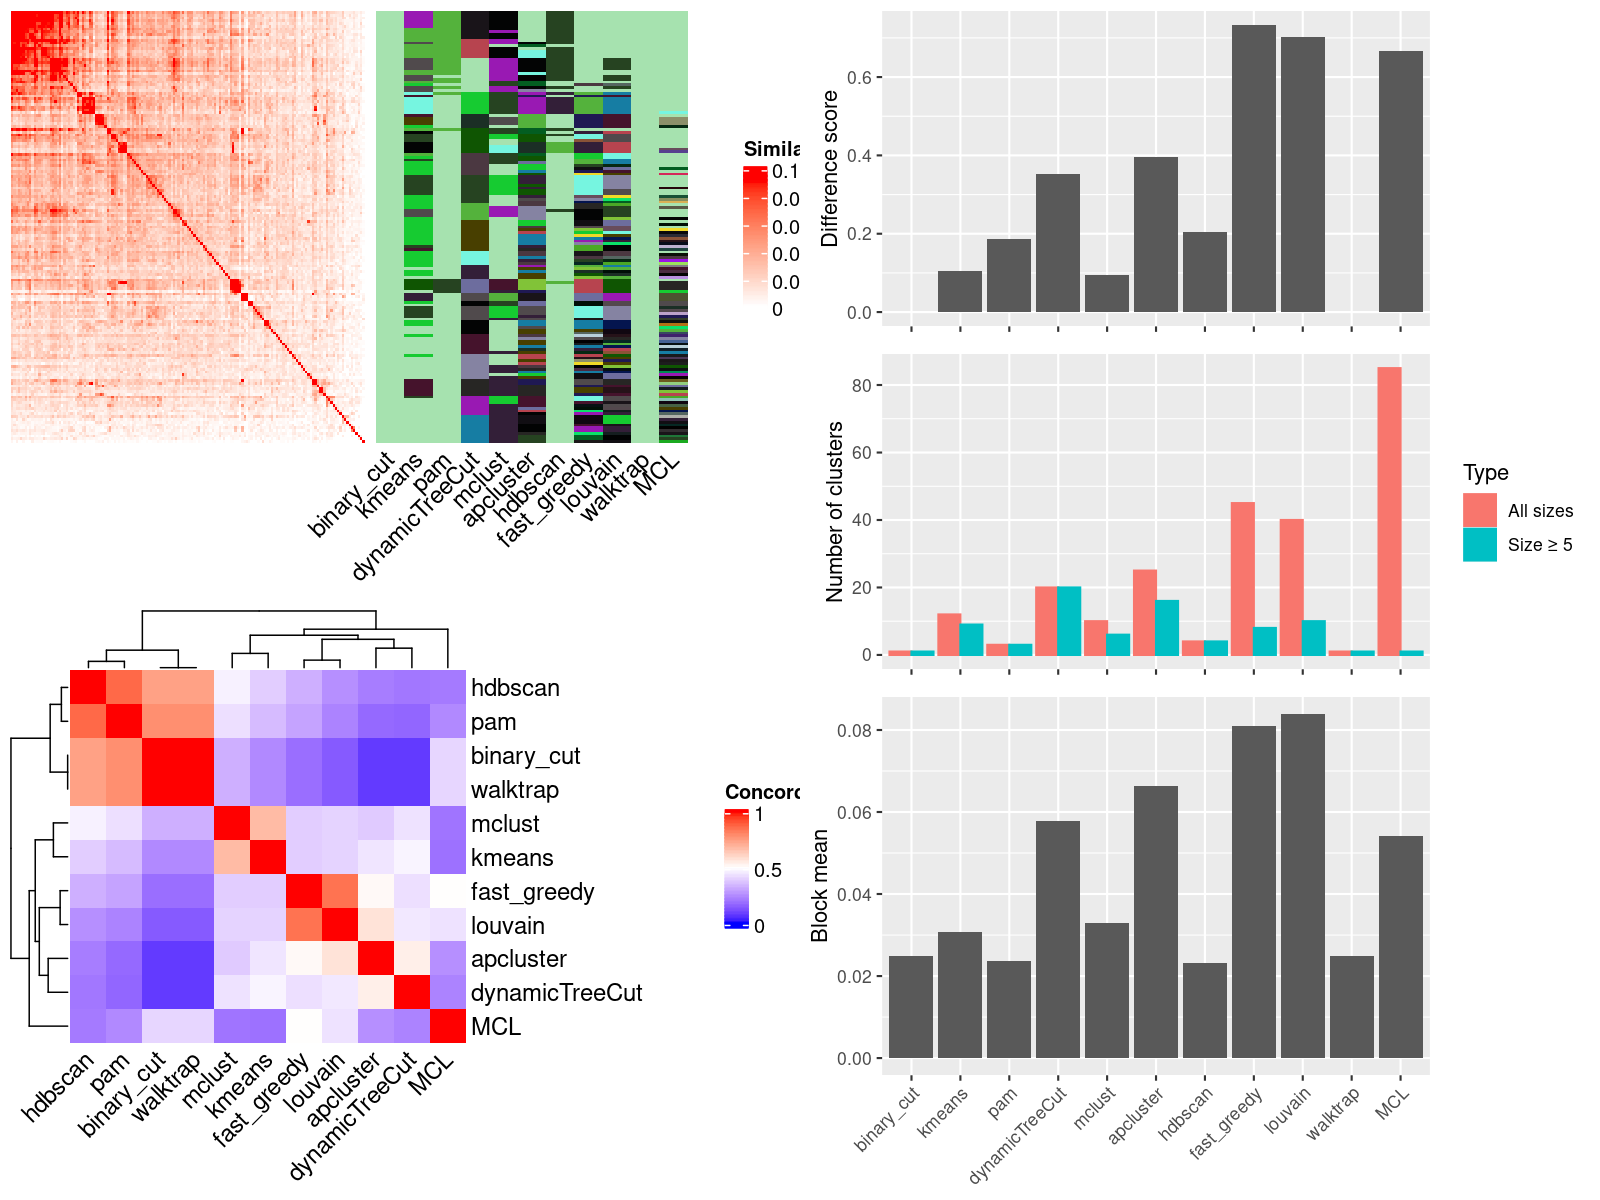 Simila
0.1
0.0
0.0
0.0
0.0
0
binary_cut
kmeans
pam
dynamicTreeCut
mclust
apcluster
hdbscan
fast_greedy
louvain
walktrap
MCL
hdbscan
pam
binary_cut
walktrap
mclust
kmeans
fast_greedy
louvain
apcluster
dynamicTreeCut
MCL
hdbscan
pam
binary_cut
walktrap
mclust
kmeans
fast_greedy
louvain
apcluster
dynamicTreeCut
MCL
Concord
1
0.5
0
Difference score
0.6
0.4
0.2
0.0
Number of clusters
80
60
40
20
0
Type
All sizes
Size ≥ 5
Block mean
0.08
0.06
0.04
0.02
0.00
binary_cut
kmeans
pam
dynamicTreeCut
mclust
apcluster
hdbscan
fast_greedy
louvain
walktrap
MCL